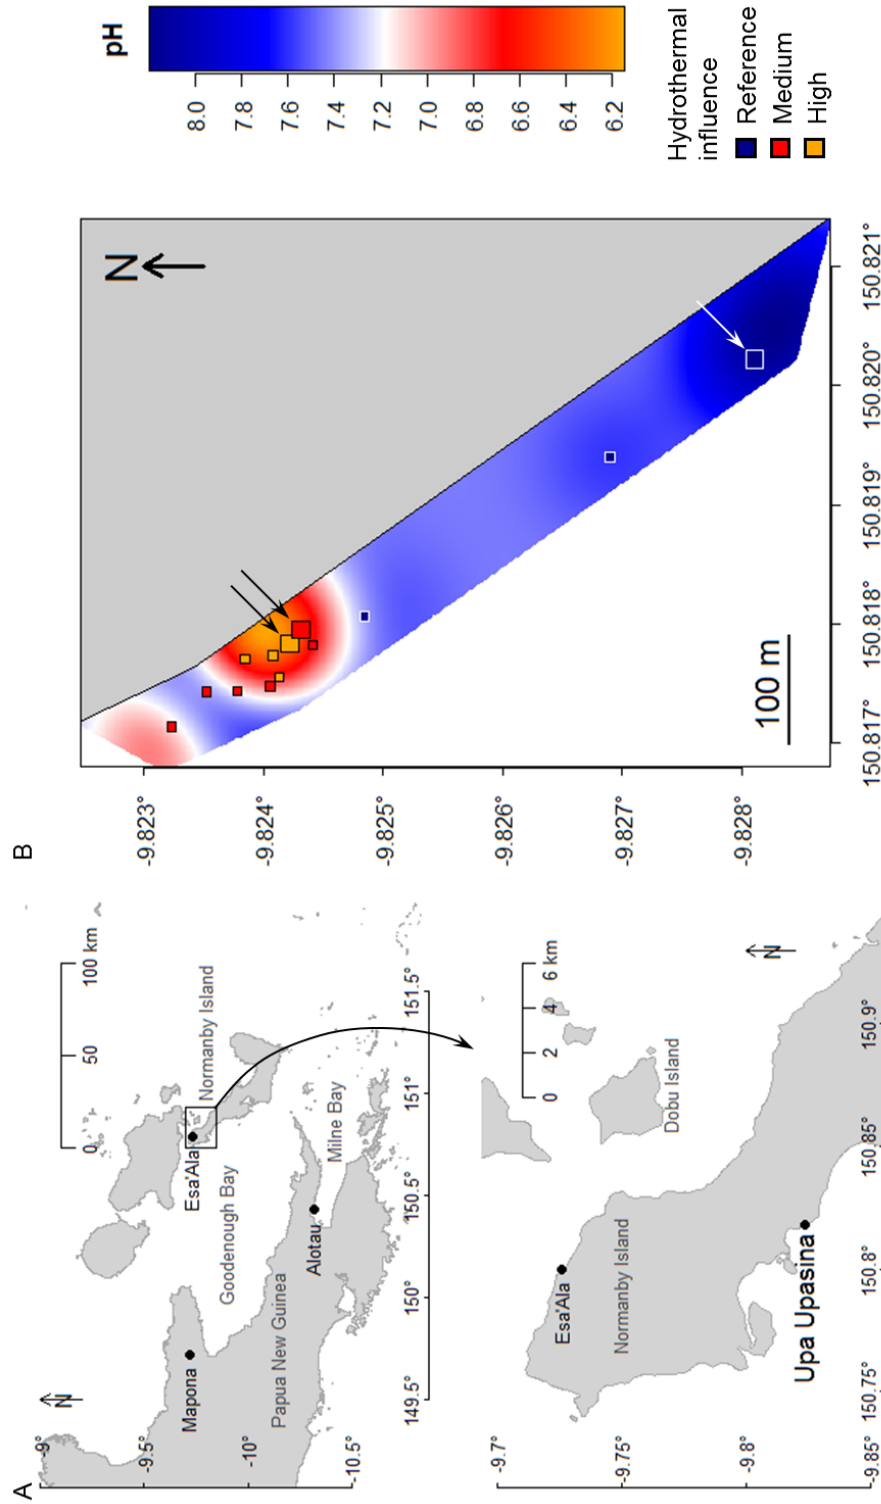 A
N
-9°
-9.5°
-10°
-10.5°
149.5°
150°
150.5°
151°
151.5°
0
50
100 km
Mapona
Papua New Guinea
Goodenough Bay
Esa'Ala
Normanby Island
Alotau
Milne Bay
-9.7°
-9.75°
-9.8°
-9.85°
150.75°
150.8°
150.85°
150.9°
0
2
4
6 km
N
Esa'Ala
Normanby Island
Dobu Island
Upa Upasina
B
-9.823°
-9.824°
-9.825°
-9.826°
-9.827°
-9.828°
150.817°
150.818°
150.819°
150.820°
150.821°
N
100 m
pH
8.0
7.8
7.6
7.4
7.2
7.0
6.8
6.6
6.4
6.2
Hydrothermal
influence
Reference
Medium
High